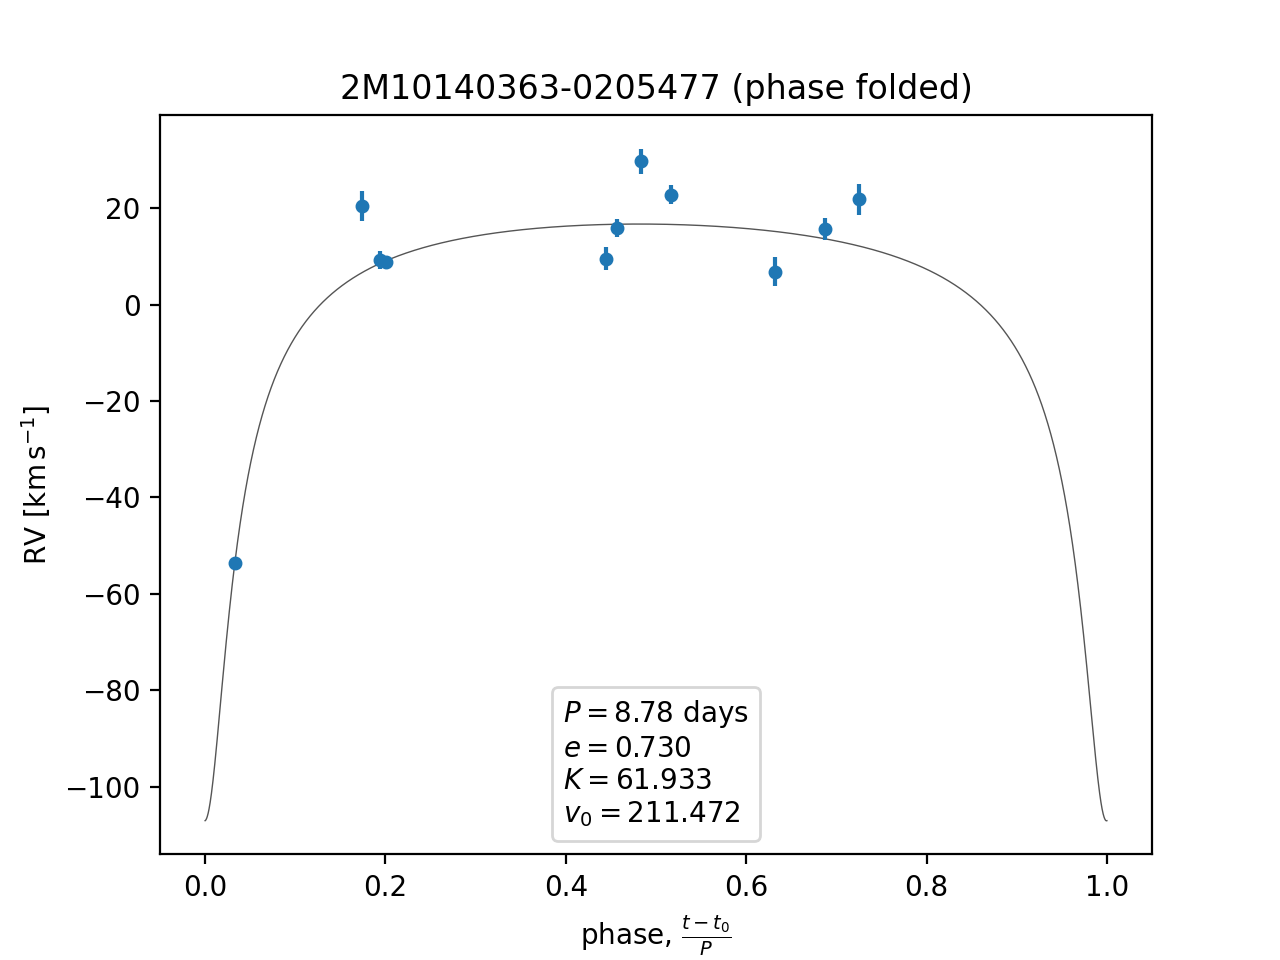 2M10140363-0205477 (phase folded)
RV [km s⁻¹]
20
0
−20
−40
−60
−80
−100
P = 8.78 days
e = 0.730
K = 61.933
v₀ = 211.472
0.0 0.2 0.4 0.6 0.8 1.0
phase, (t − t₀)/P